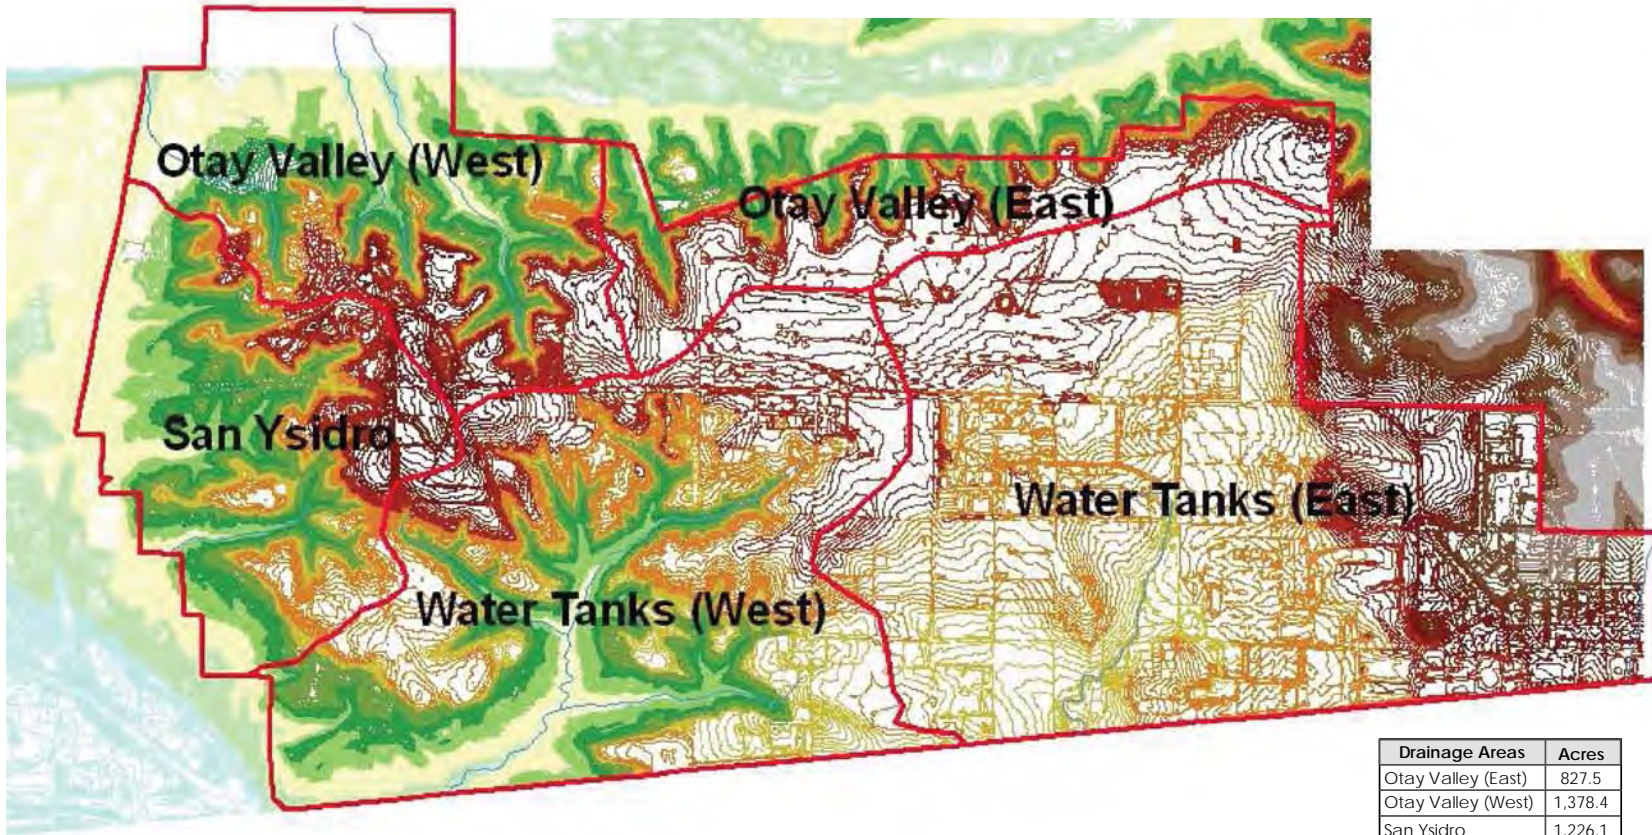 Otay Valley (West)
Otay Valley (East)
San Ysidro
Water Tanks (East)
Water Tanks (West)
Drainage Areas Acres
Otay Valley (East) 827.5
Otay Valley (West) 1,378.4
San Ysidro 1,226.1